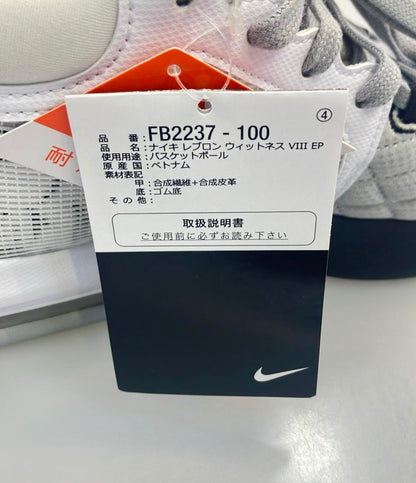 ④
品番：FB2237 - 100
品名：ナイキ レブロン ウィットネス VIII EP
使用用途：バスケットボール
原産国：ベトナム
素材表記
甲：合成繊維+合成皮革
底：ゴム底
その他：
取扱説明書
ご使用前に必ずお読み下さい
耐